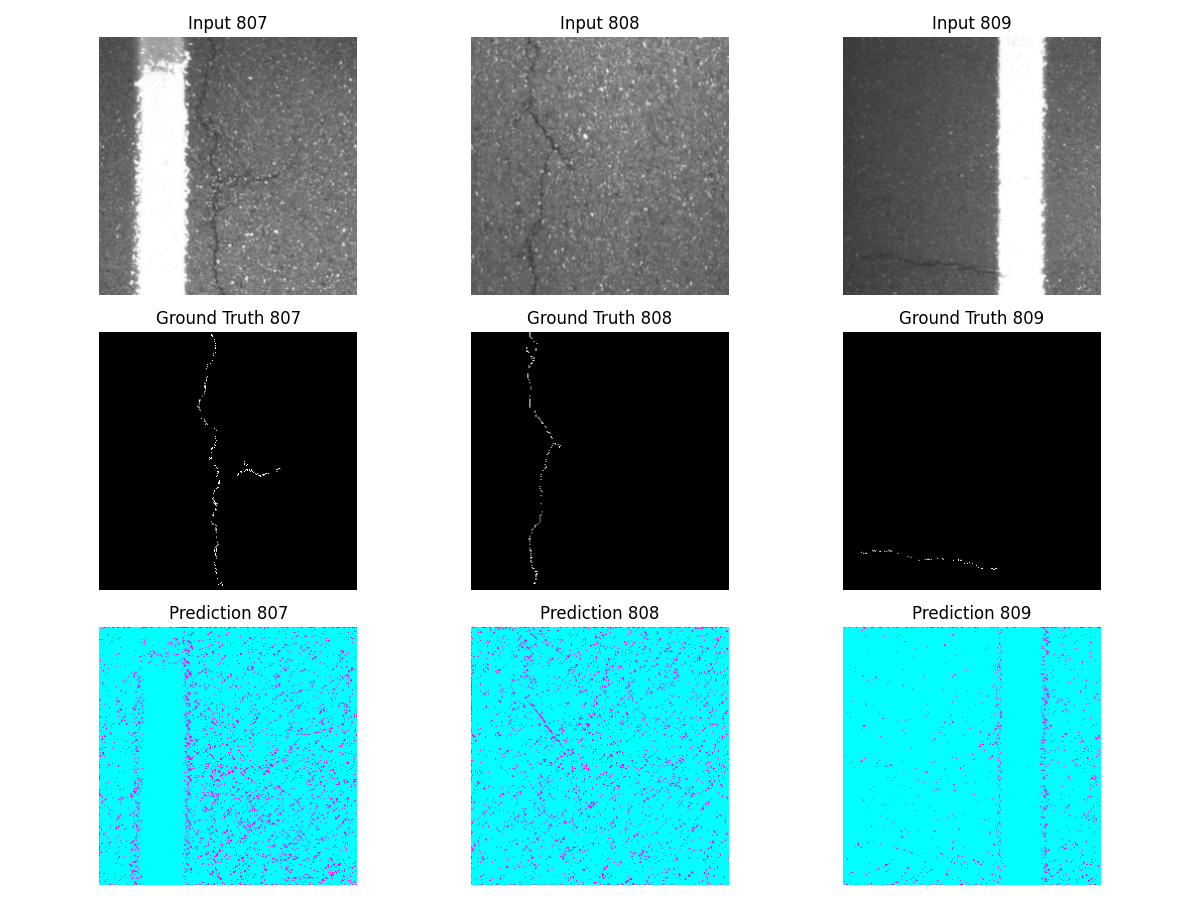 Input 807
Input 808
Input 809
Ground Truth 807
Ground Truth 808
Ground Truth 809
Prediction 807
Prediction 808
Prediction 809